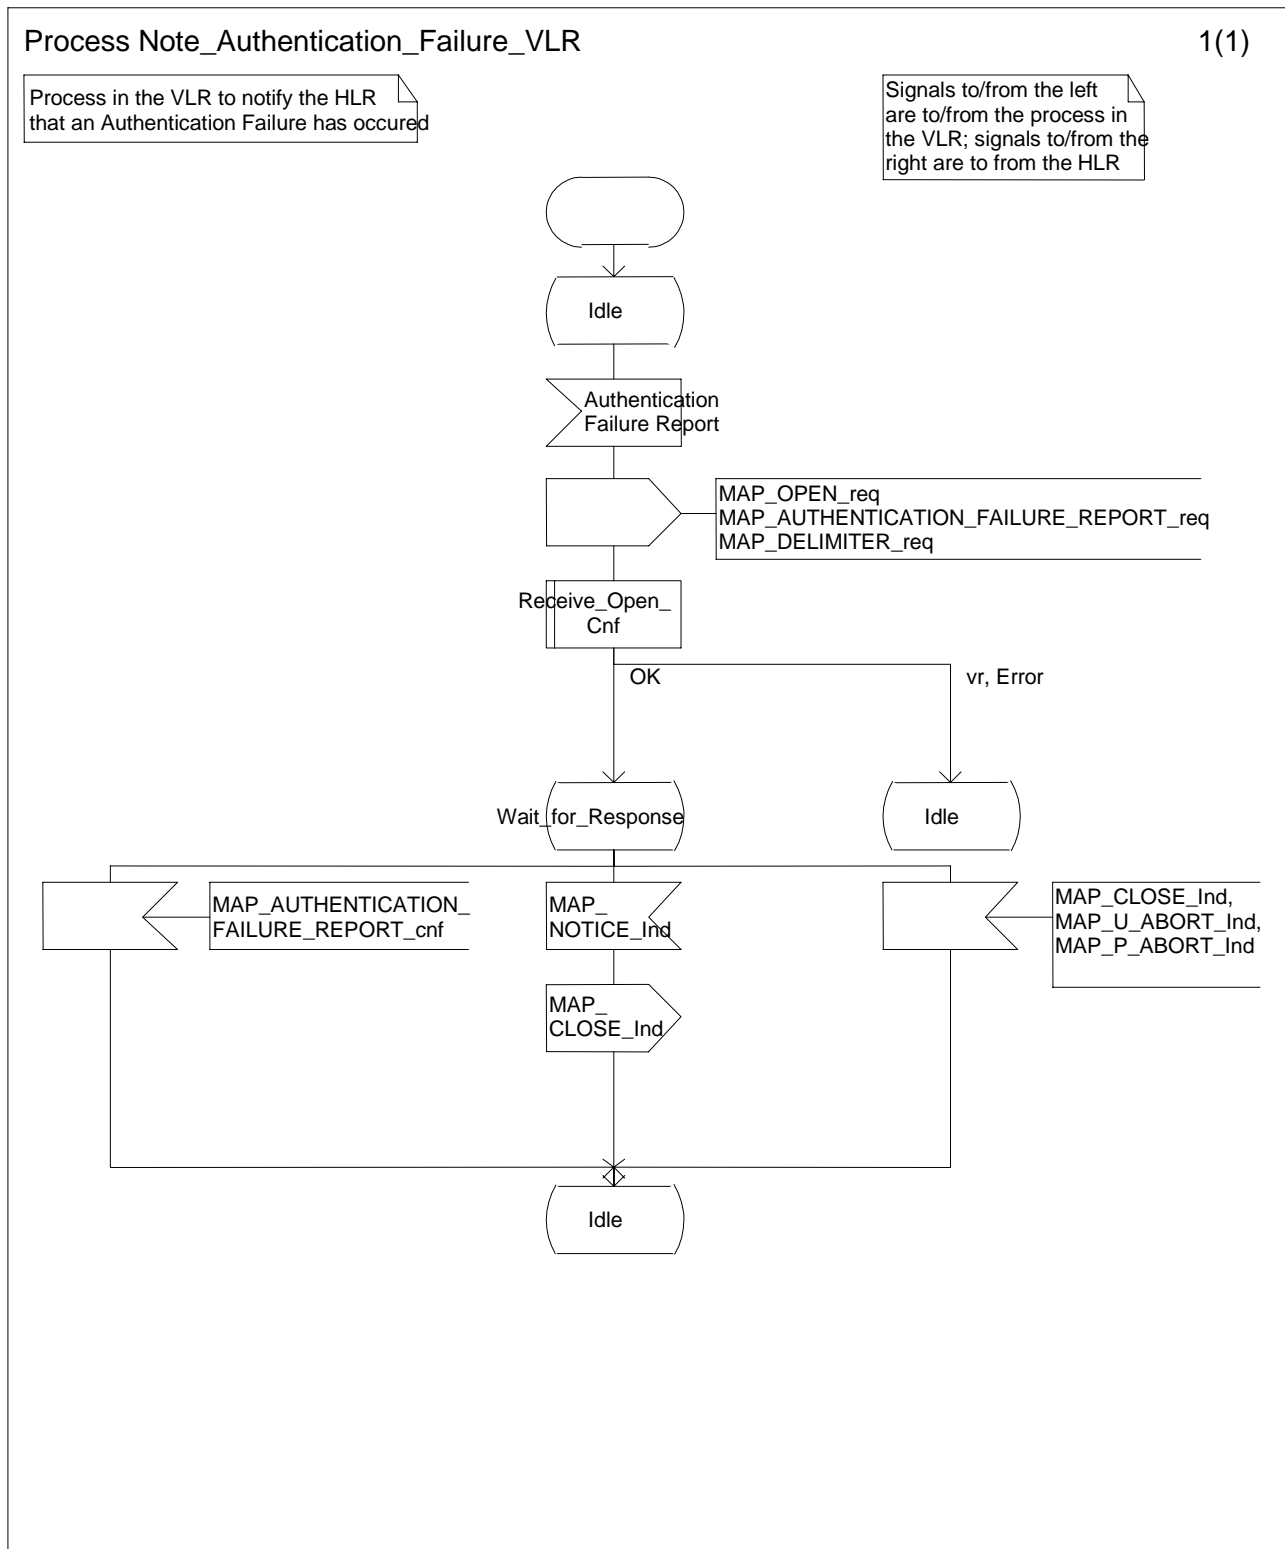 Process Note_Authentication_Failure_VLR
1(1)
Process in the VLR to notify the HLR
that an Authentication Failure has occured
Signals to/from the left
are to/from the process in
the VLR; signals to/from the
right are to from the HLR
Idle
Authentication
Failure Report
MAP_OPEN_req
MAP_AUTHENTICATION_FAILURE_REPORT_req
MAP_DELIMITER_req
Receive_Open_
Cnf
OK
vr, Error
Wait_for_Response
Idle
MAP_AUTHENTICATION_
FAILURE_REPORT_cnf
MAP_
NOTICE_Ind
MAP_CLOSE_Ind,
MAP_U_ABORT_Ind,
MAP_P_ABORT_Ind
MAP_
CLOSE_Ind
Idle